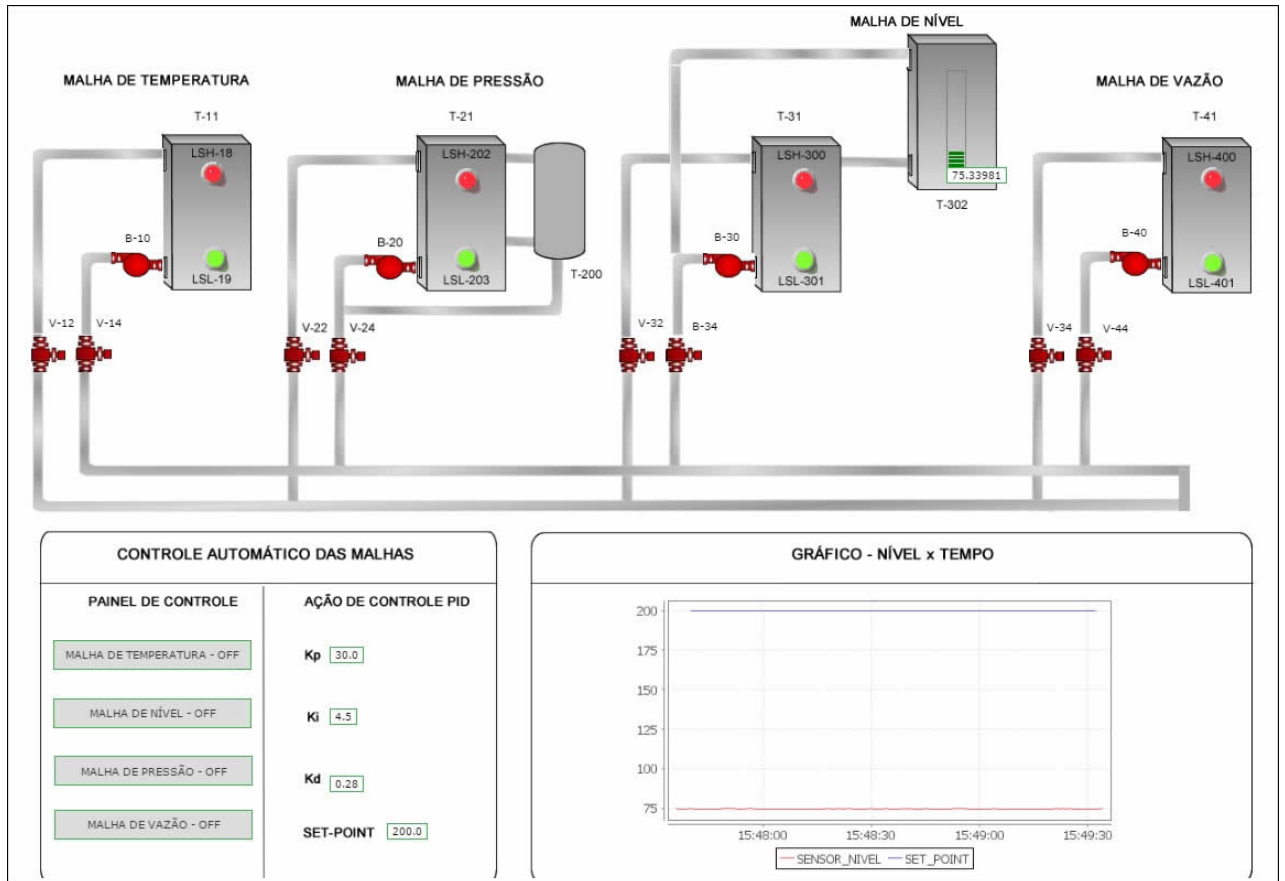 MALHA DE NÍVEL
MALHA DE TEMPERATURA
MALHA DE PRESSÃO
MALHA DE VAZÃO
T-11
T-21
T-31
T-41
LSH-18
LSH-202
LSH-300
LSH-400
75.33981
T-302
B-10
B-20
B-30
B-40
LSL-19
LSL-203
T-200
LSL-301
LSL-401
V-12
V-14
V-22
V-24
V-32
B-34
V-34
V-44
CONTROLE AUTOMÁTICO DAS MALHAS
PAINEL DE CONTROLE
AÇÃO DE CONTROLE PID
MALHA DE TEMPERATURA - OFF
Kp 30.0
MALHA DE NÍVEL - OFF
Ki 4.5
MALHA DE PRESSÃO - OFF
Kd 0.28
MALHA DE VAZÃO - OFF
SET-POINT 200.0
GRÁFICO - NÍVEL x TEMPO
200
175
150
125
100
75
15:48:00
15:48:30
15:49:00
15:49:30
SENSOR_NIVEL
SET_POINT